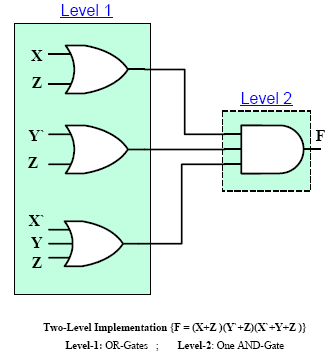 Level 1
X
Z
Level 2
Y`
Z
F
X`
Y
Z
Two-Level Implementation {F = (X+Z )(Y`+Z)(X`+Y+Z )}
Level-1: OR-Gates ; Level-2: One AND-Gate